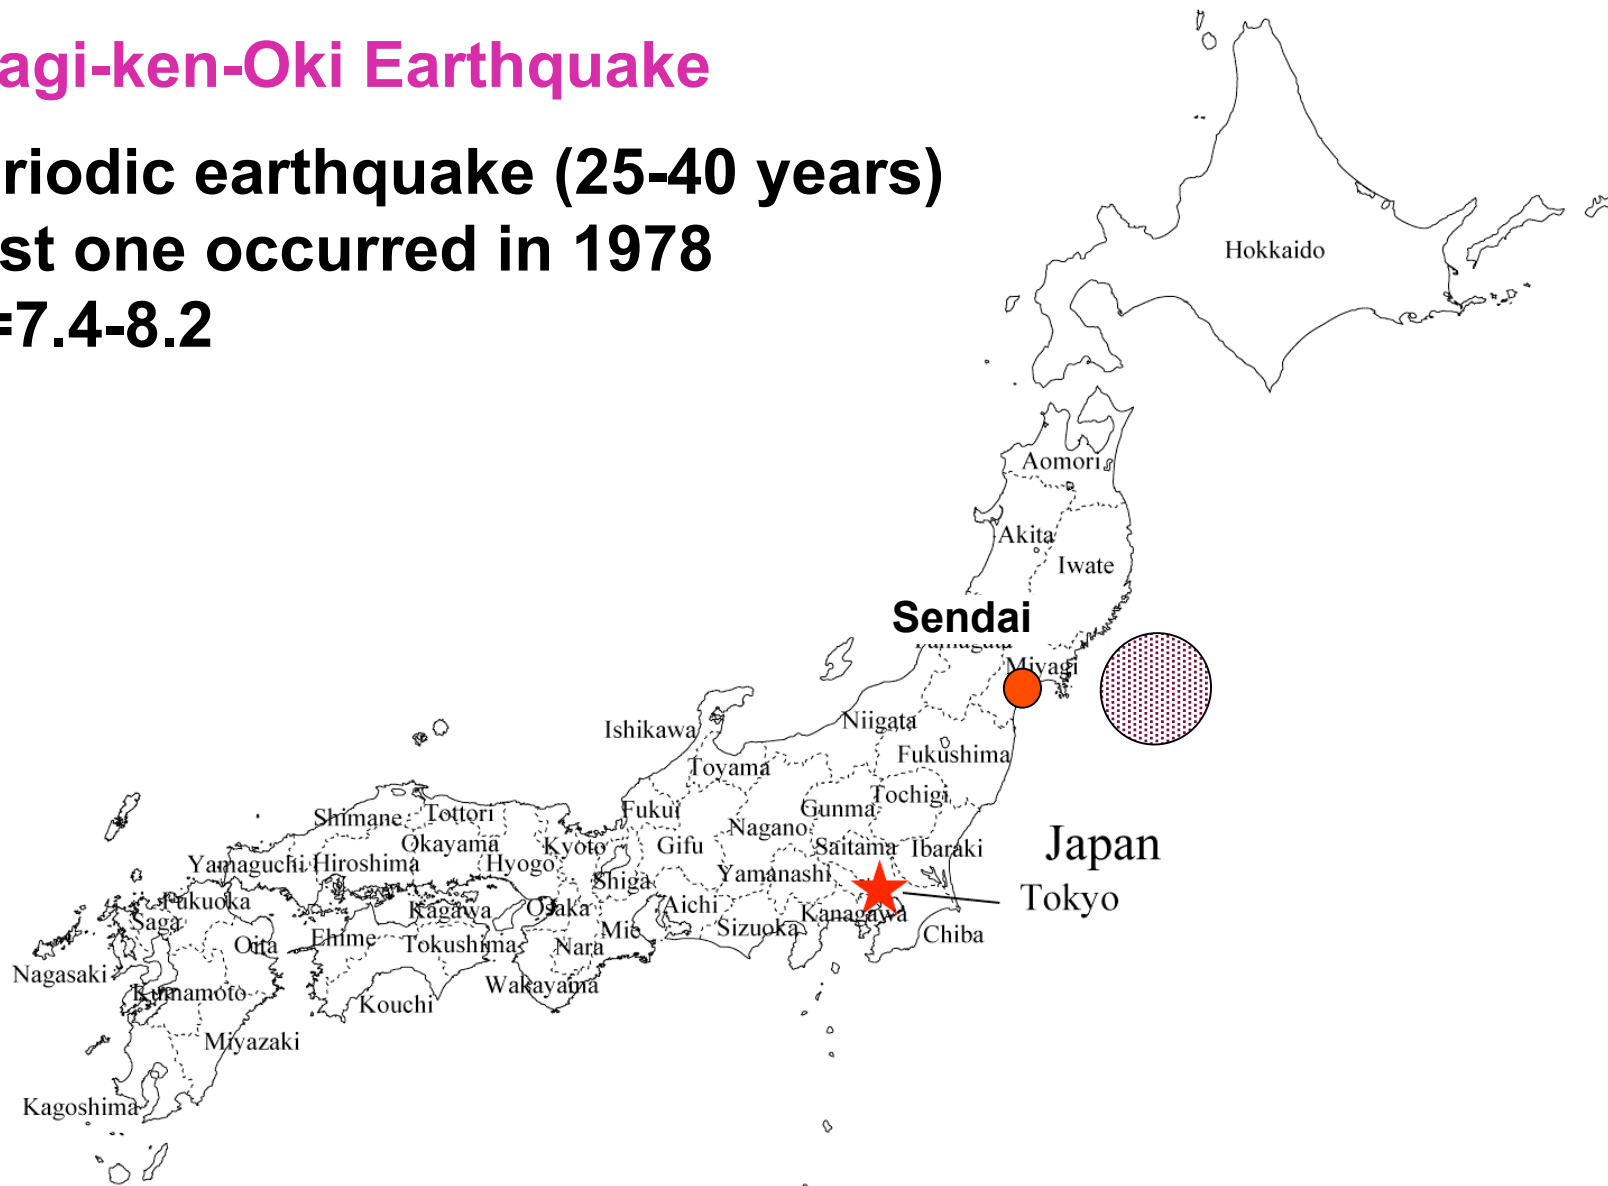 agi-ken-Oki Earthquake
riodic earthquake (25-40 years)
st one occurred in 1978
=7.4-8.2
Hokkaido
Aomori
Akita
Iwate
Sendai
Miyagi
Niigata
Ishikawa
Fukushima
Toyama
Tochigi
Gunma
Fukui
Shimane
Tottori
Nagano
Okayama
Kyoto
Gifu
Saitama
Ibaraki
Japan
Yamaguchi
Hiroshima
Hyogo
Shiga
Yamanashi
Tokyo
Fukuoka
Kagawa
Osaka
Aichi
Kanagawa
Saga
Mie
Sizuoka
Chiba
Oita
Ehime
Tokushima
Nara
Nagasaki
Wakayama
Kumamoto
Kouchi
Miyazaki
Kagoshima